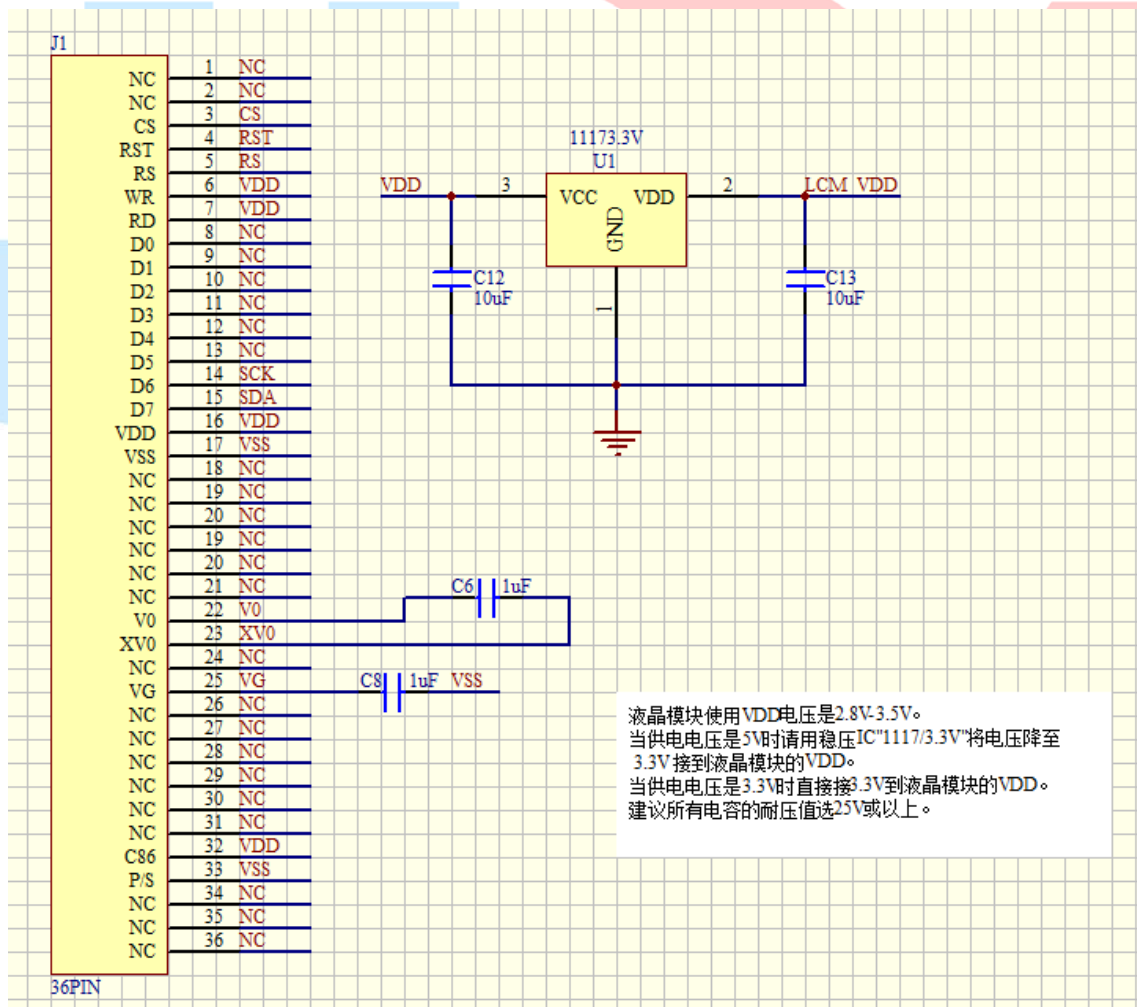 J1
NC 1 NC
NC 2 NC
CS 3 CS
RST 4 RST
RS 5 RS
WR 6 VDD
RD 7 VDD
D0 8 NC
D1 9 NC
D2 10 NC
D3 11 NC
D4 12 NC
D5 13 NC
D6 14 SCK
D7 15 SDA
VDD 16 VDD
VSS 17 VSS
NC 18 NC
NC 19 NC
NC 20 NC
NC 19 NC
NC 20 NC
NC 21 NC
V0 22 V0
XV0 23 XV0
NC 24 NC
VG 25 VG
NC 26 NC
NC 27 NC
NC 28 NC
NC 29 NC
NC 30 NC
NC 31 NC
C86 32 VDD
P/S 33 VSS
NC 34 NC
NC 35 NC
NC 36 NC
36PIN
11173.3V
U1
VDD 3 VCC VDD 2 LCM_VDD
GND
1
C12
10uF
C13
10uF
C6 1uF
C8 1uF VSS
液晶模块使用VDD电压是2.8V-3.5V。
当供电电压是5V时请用稳压IC"1117/3.3V"将电压降至
3.3V接到液晶模块的VDD。
当供电电压是3.3V时直接接3.3V到液晶模块的VDD。
建议所有电容的耐压值选25V或以上。